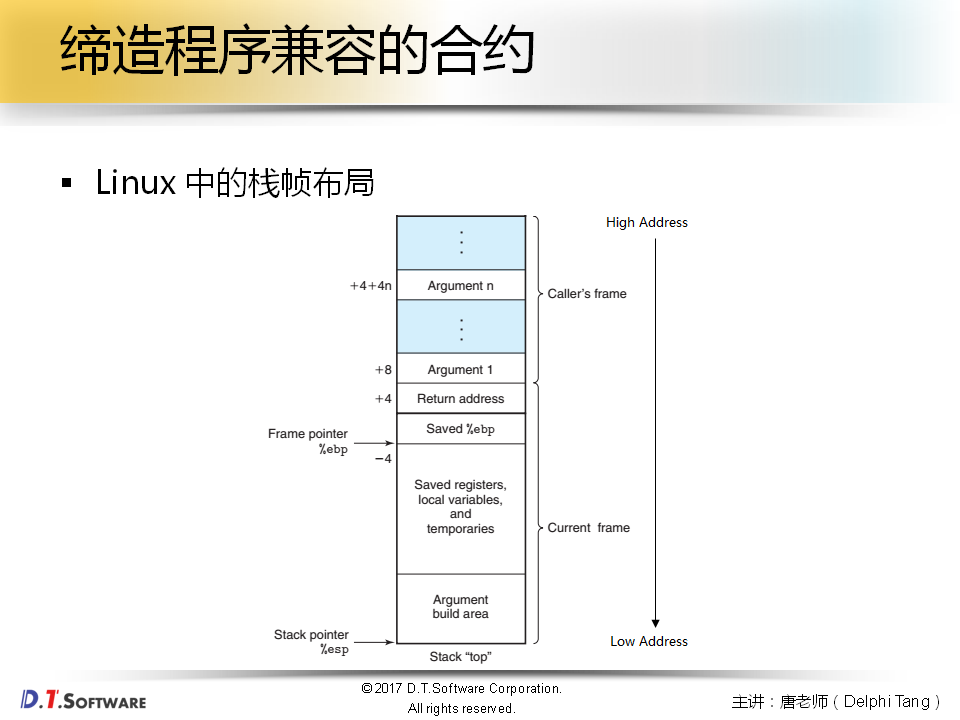 缔造程序兼容的合约
▪ Linux 中的栈帧布局
High Address
+4+4n
Argument n
Caller's frame
+8
Argument 1
+4
Return address
Saved %ebp
Frame pointer
%ebp
−4
Saved registers,
local variables,
and
temporaries
Current frame
Argument
build area
Stack pointer
%esp
Low Address
Stack “top”
D.T.SOFTWARE
©2017 D.T.Software Corporation.
All rights reserved.
主讲：唐老师（Delphi Tang）